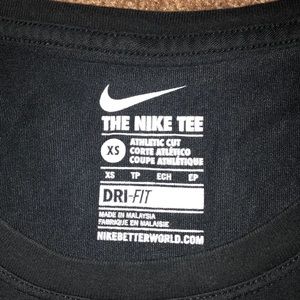 THE NIKE TEE
XS
ATHLETIC CUT
CORTE ATLÉTICO
COUPE ATHLÉTIQUE
XS TP ECH EP
DRI-FIT
MADE IN MALAYSIA
FABRIQUÉ EN MALAISIE
NIKEBETTERWORLD.COM